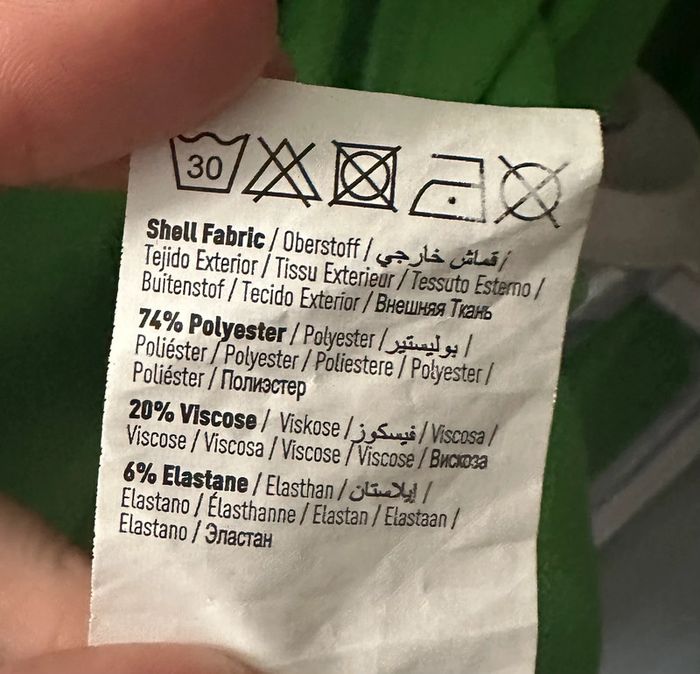 30
Shell Fabric / Oberstoff / قماش خارجي /
Tejido Exterior / Tissu Exterieur / Tessuto Esterno /
Buitenstof / Tecido Exterior / Внешняя Ткань
74% Polyester / Polyester / بوليستير /
Poliéster / Polyester / Poliestere / Polyester /
Poliéster / Полиэстер
20% Viscose / Viskose / فيسكوز / Viscosa /
Viscose / Viscosa / Viscose / Viscose / Вискоза
6% Elastane / Elasthan / إيلاستان /
Elastano / Élasthanne / Elastan / Elastaan /
Elastano / Эластан